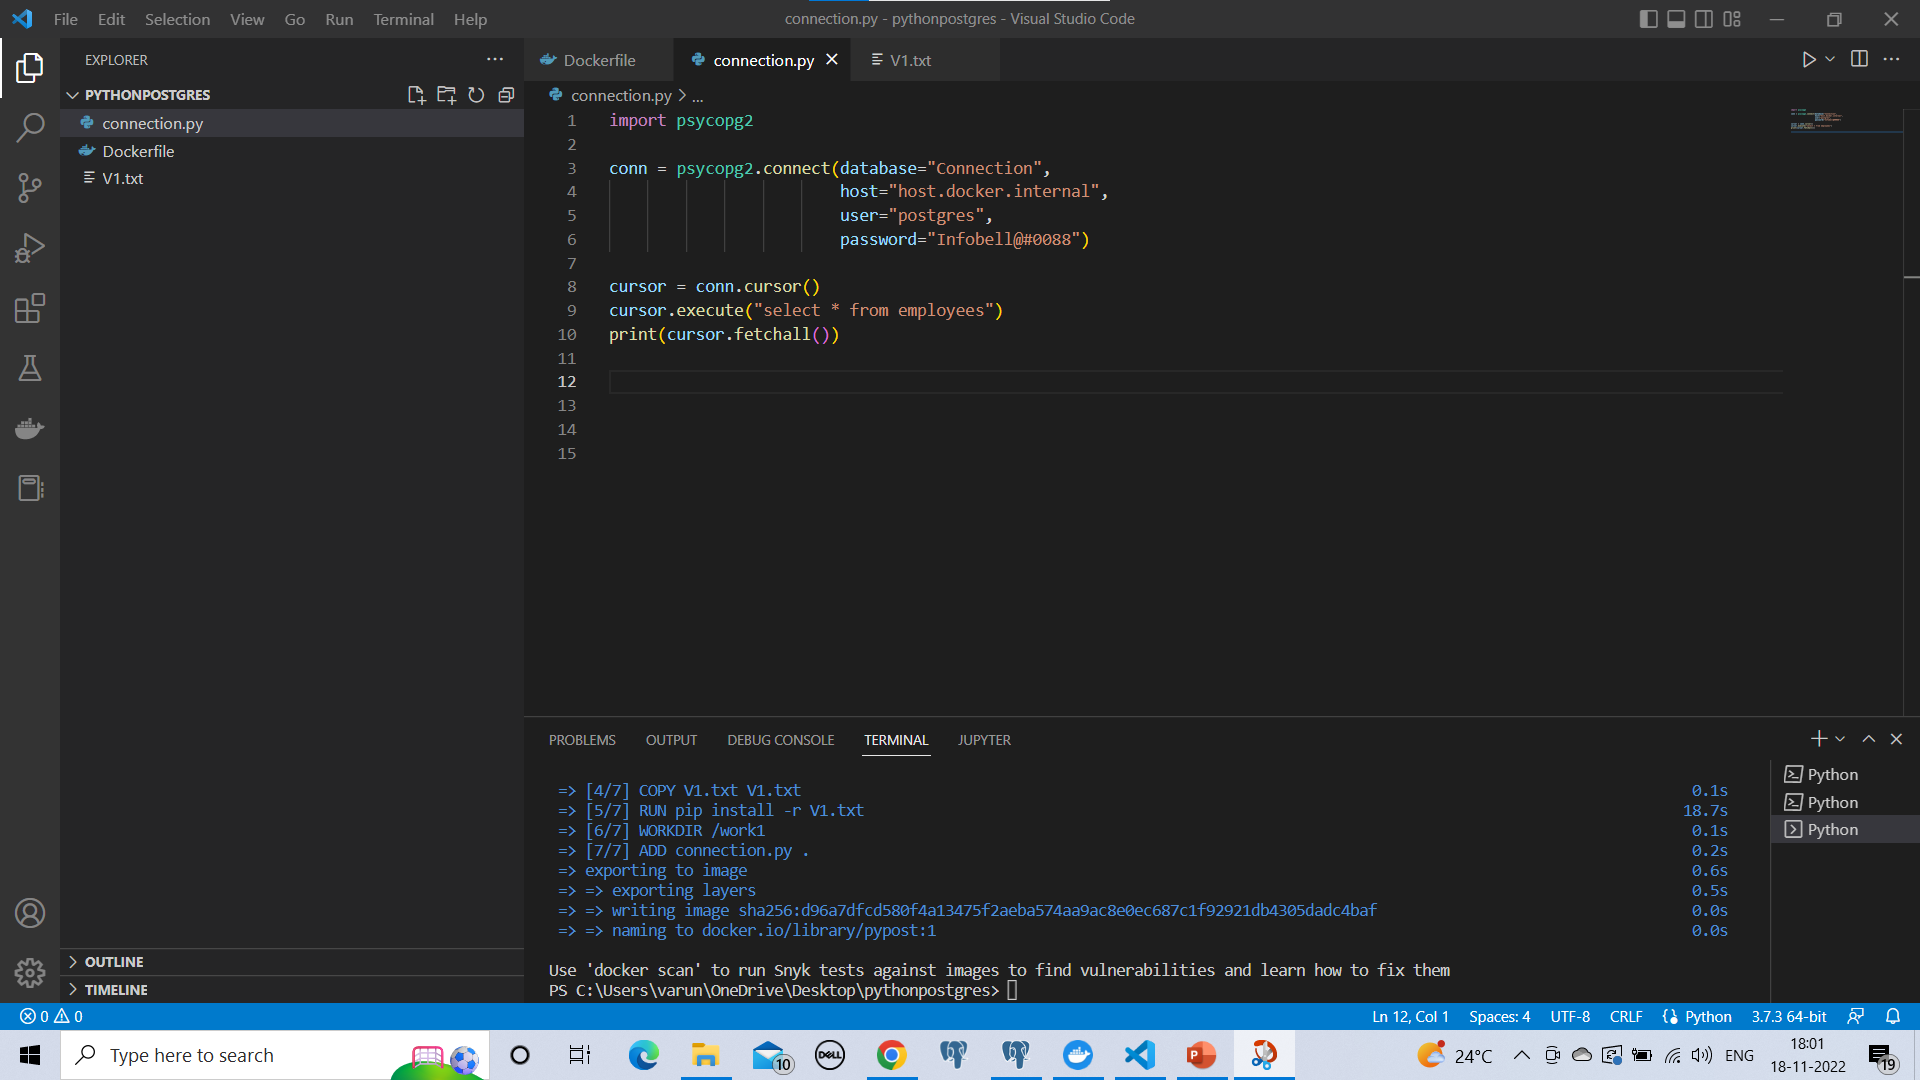 File Edit Selection View Go Run Terminal Help
connection.py - pythonpostgres - Visual Studio Code
EXPLORER
PYTHONPOSTGRES
connection.py
Dockerfile
V1.txt
OUTLINE
TIMELINE
Dockerfile connection.py V1.txt
connection.py > ...
1 import psycopg2
2
3 conn = psycopg2.connect(database="Connection",
4 host="host.docker.internal",
5 user="postgres",
6 password="Infobell@#0088")
7
8 cursor = conn.cursor()
9 cursor.execute("select * from employees")
10 print(cursor.fetchall())
11
12
13
14
15
PROBLEMS OUTPUT DEBUG CONSOLE TERMINAL JUPYTER
=> [4/7] COPY V1.txt V1.txt 0.1s
=> [5/7] RUN pip install -r V1.txt 18.7s
=> [6/7] WORKDIR /work1 0.1s
=> [7/7] ADD connection.py . 0.2s
=> exporting to image 0.6s
=> => exporting layers 0.5s
=> => writing image sha256:d96a7dfcd580f4a13475f2aeba574aa9ac8e0ec687c1f92921db4305dadc4baf 0.0s
=> => naming to docker.io/library/pypost:1 0.0s
Use 'docker scan' to run Snyk tests against images to find vulnerabilities and learn how to fix them
PS C:\Users\varun\OneDrive\Desktop\pythonpostgres>
Python
Python
Python
0 0 Ln 12, Col 1 Spaces: 4 UTF-8 CRLF Python 3.7.3 64-bit
Type here to search
10
DELL
24°C
ENG
18:01
18-11-2022
19